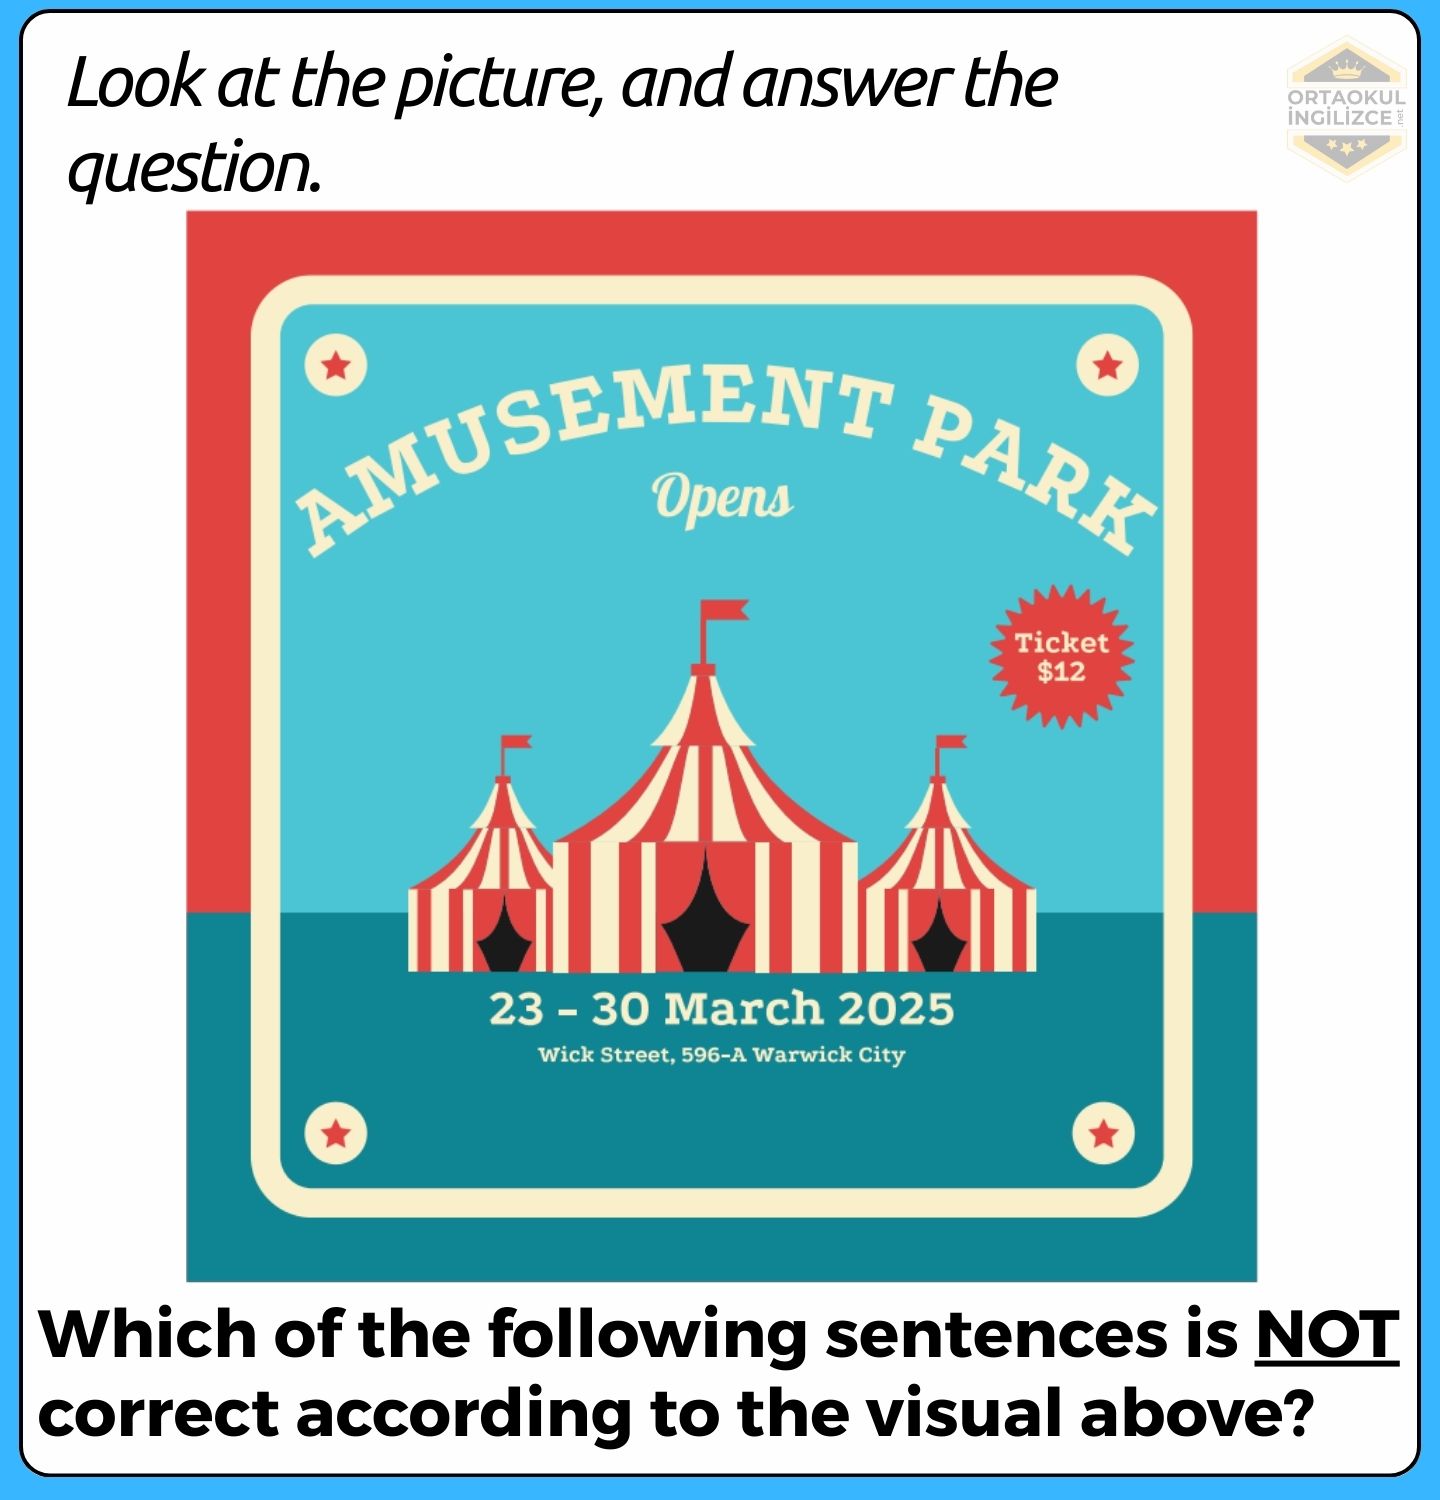 Look at the picture, and answer the
question.
ORTAOKUL
İNGİLİZCE.net
AMUSEMENT PARK
Opens
Ticket
$12
23 - 30 March 2025
Wick Street, 596-A Warwick City
Which of the following sentences is NOT
correct according to the visual above?